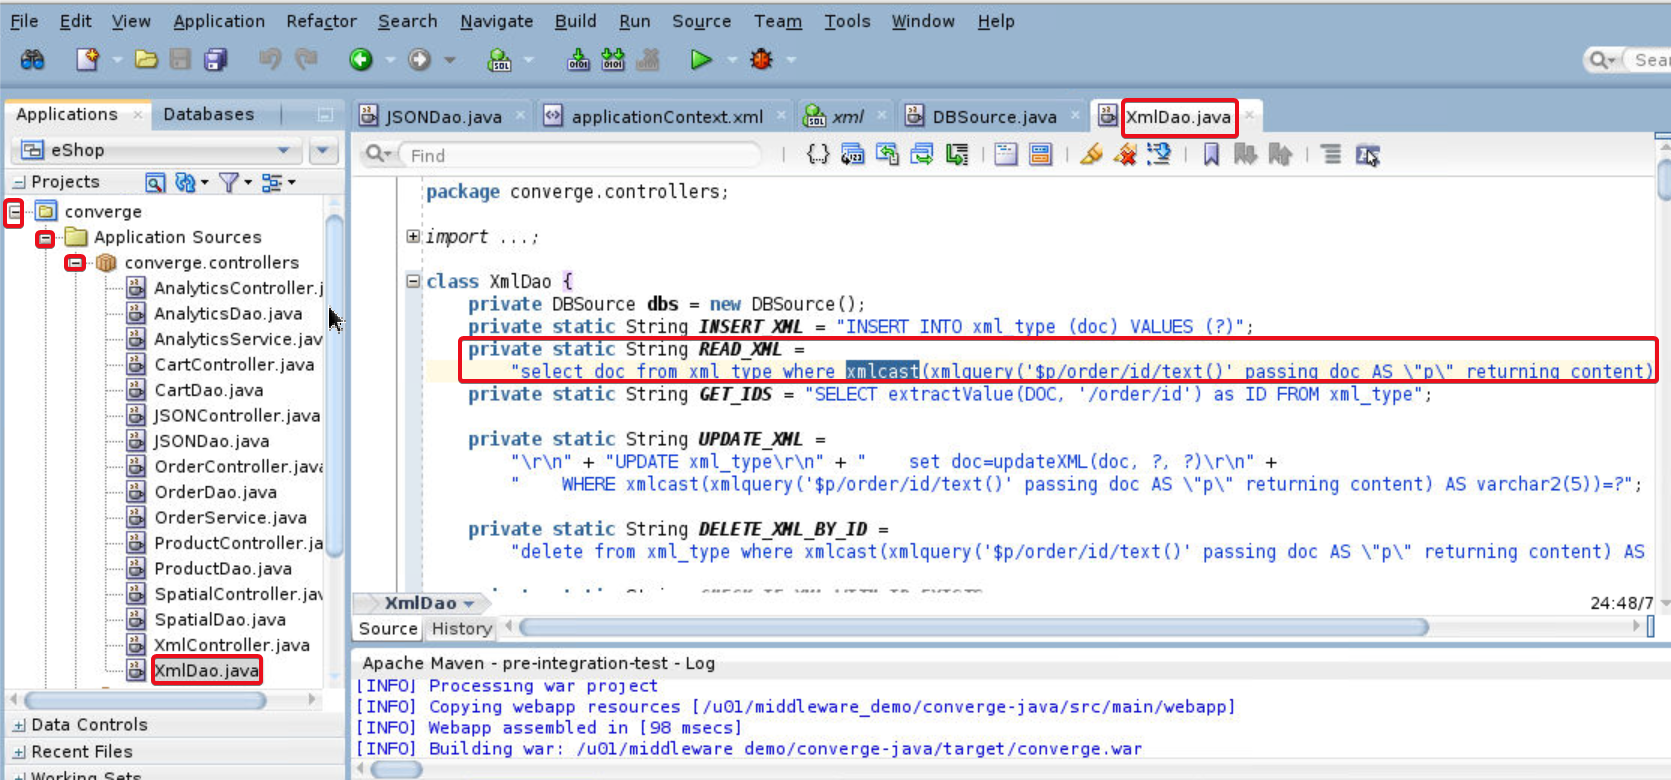 File Edit View Application Refactor Search Navigate Build Run Source Team Tools Window Help
Applications Databases
eShop
Projects
converge
Application Sources
converge.controllers
AnalyticsController.j
AnalyticsDao.java
AnalyticsService.jav
CartController.java
CartDao.java
JSONController.java
JSONDao.java
OrderController.java
OrderDao.java
OrderService.java
ProductController.ja
ProductDao.java
SpatialController.jav
SpatialDao.java
XmlController.java
XmlDao.java
Data Controls
Recent Files
Working Sets
JSONDao.java applicationContext.xml xml DBSource.java XmlDao.java
Find
package converge.controllers;
import ...;
class XmlDao {
private DBSource dbs = new DBSource();
private static String INSERT_XML = "INSERT INTO xml_type (doc) VALUES (?)";
private static String READ_XML =
"select doc from xml_type where xmlcast(xmlquery('$p/order/id/text()' passing doc AS \"p\" returning content)
private static String GET_IDS = "SELECT extractValue(DOC, '/order/id') as ID FROM xml_type";
private static String UPDATE_XML =
"\r\n" + "UPDATE xml_type\r\n" + "    set doc=updateXML(doc, ?, ?)\r\n" +
"    WHERE xmlcast(xmlquery('$p/order/id/text()' passing doc AS \"p\" returning content) AS varchar2(5))=?";
private static String DELETE_XML_BY_ID =
"delete from xml_type where xmlcast(xmlquery('$p/order/id/text()' passing doc AS \"p\" returning content) AS
XmlDao
24:48/7
Source History
Apache Maven - pre-integration-test - Log
[INFO] Processing war project
[INFO] Copying webapp resources [/u01/middleware_demo/converge-java/src/main/webapp]
[INFO] Webapp assembled in [98 msecs]
[INFO] Building war: /u01/middleware_demo/converge-java/target/converge.war